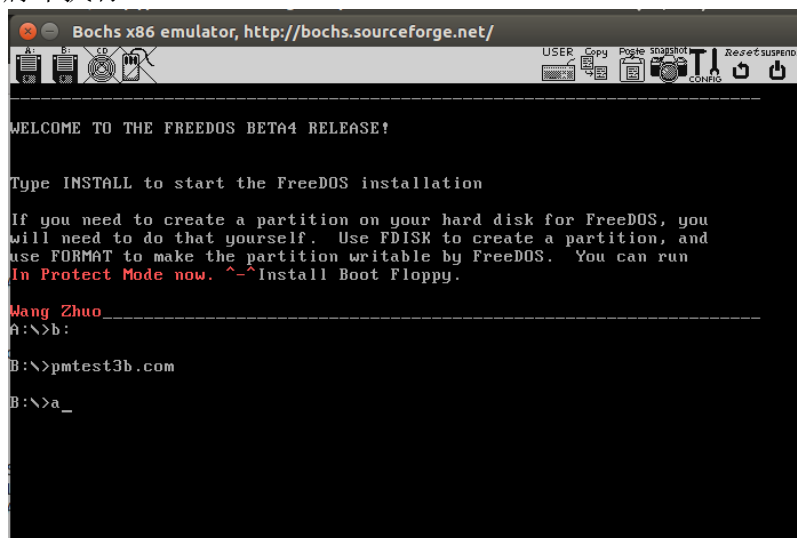 Bochs x86 emulator, http://bochs.sourceforge.net/
A: B: CD USER Copy Paste snapshot CONFIG Reset SUSPEND
WELCOME TO THE FREEDOS BETA4 RELEASE!
Type INSTALL to start the FreeDOS installation
If you need to create a partition on your hard disk for FreeDOS, you
will need to do that yourself.  Use FDISK to create a partition, and
use FORMAT to make the partition writable by FreeDOS.  You can run
In Protect Mode now. ^-^Install Boot Floppy.
Wang Zhuo
A:\>b:
B:\>pmtest3b.com
B:\>a_